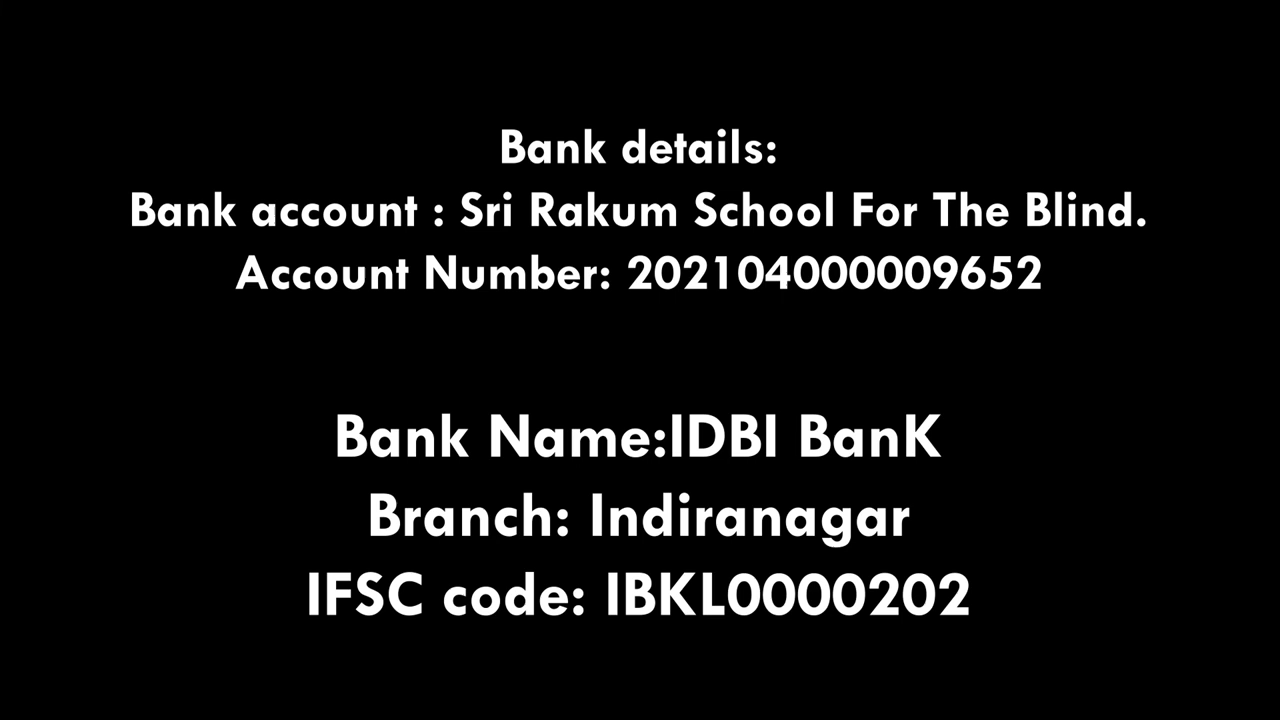 Bank details:
Bank account : Sri Rakum School For The Blind.
Account Number: 202104000009652
Bank Name:IDBI BanK
Branch: Indiranagar
IFSC code: IBKL0000202